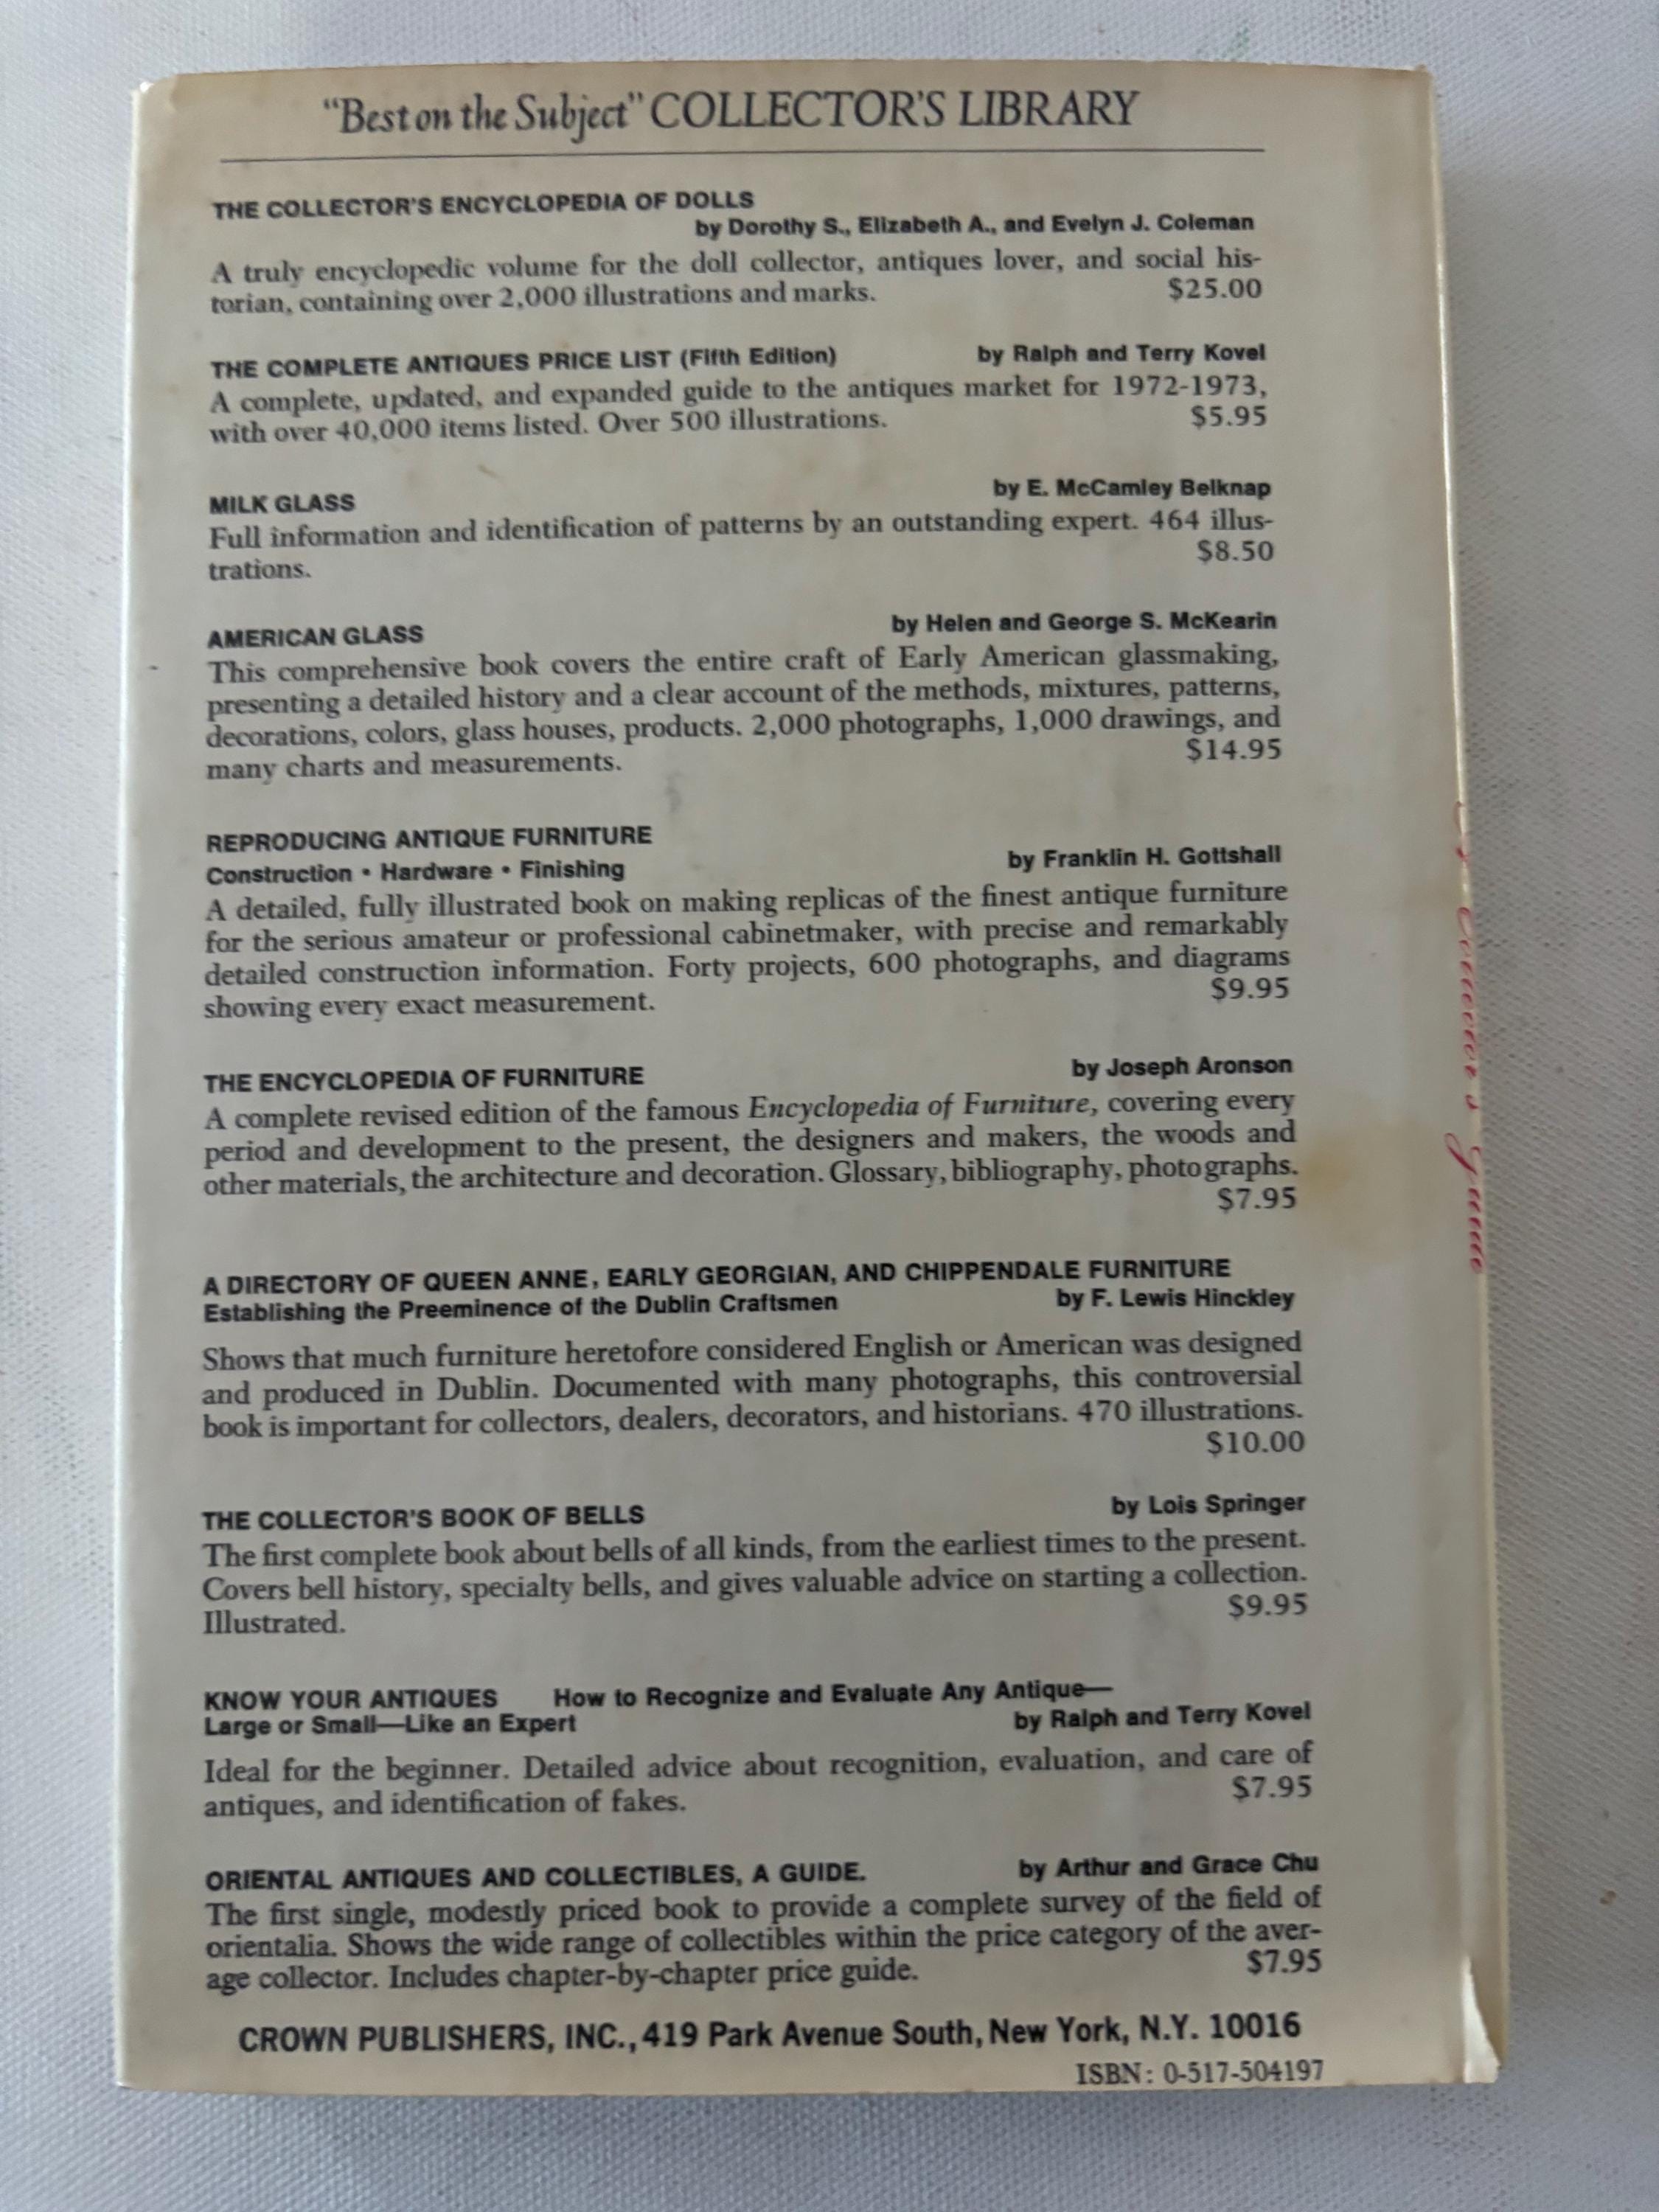 "Best on the Subject" COLLECTOR'S LIBRARY
THE COLLECTOR'S ENCYCLOPEDIA OF DOLLS
by Dorothy S., Elizabeth A., and Evelyn J. Coleman
A truly encyclopedic volume for the doll collector, antiques lover, and social his-
torian, containing over 2,000 illustrations and marks. $25.00
THE COMPLETE ANTIQUES PRICE LIST (Fifth Edition) by Ralph and Terry Kovel
A complete, updated, and expanded guide to the antiques market for 1972-1973,
with over 40,000 items listed. Over 500 illustrations. $5.95
MILK GLASS by E. McCamley Belknap
Full information and identification of patterns by an outstanding expert. 464 illus-
trations. $8.50
AMERICAN GLASS by Helen and George S. McKearin
This comprehensive book covers the entire craft of Early American glassmaking,
presenting a detailed history and a clear account of the methods, mixtures, patterns,
decorations, colors, glass houses, products. 2,000 photographs, 1,000 drawings, and
many charts and measurements. $14.95
REPRODUCING ANTIQUE FURNITURE
Construction • Hardware • Finishing by Franklin H. Gottshall
A detailed, fully illustrated book on making replicas of the finest antique furniture
for the serious amateur or professional cabinetmaker, with precise and remarkably
detailed construction information. Forty projects, 600 photographs, and diagrams
showing every exact measurement. $9.95
THE ENCYCLOPEDIA OF FURNITURE by Joseph Aronson
A complete revised edition of the famous Encyclopedia of Furniture, covering every
period and development to the present, the designers and makers, the woods and
other materials, the architecture and decoration. Glossary, bibliography, photographs.
$7.95
A DIRECTORY OF QUEEN ANNE, EARLY GEORGIAN, AND CHIPPENDALE FURNITURE
Establishing the Preeminence of the Dublin Craftsmen by F. Lewis Hinckley
Shows that much furniture heretofore considered English or American was designed
and produced in Dublin. Documented with many photographs, this controversial
book is important for collectors, dealers, decorators, and historians. 470 illustrations.
$10.00
THE COLLECTOR'S BOOK OF BELLS by Lois Springer
The first complete book about bells of all kinds, from the earliest times to the present.
Covers bell history, specialty bells, and gives valuable advice on starting a collection.
Illustrated. $9.95
KNOW YOUR ANTIQUES How to Recognize and Evaluate Any Antique—
Large or Small—Like an Expert by Ralph and Terry Kovel
Ideal for the beginner. Detailed advice about recognition, evaluation, and care of
antiques, and identification of fakes. $7.95
ORIENTAL ANTIQUES AND COLLECTIBLES, A GUIDE. by Arthur and Grace Chu
The first single, modestly priced book to provide a complete survey of the field of
orientalia. Shows the wide range of collectibles within the price category of the aver-
age collector. Includes chapter-by-chapter price guide. $7.95
CROWN PUBLISHERS, INC., 419 Park Avenue South, New York, N.Y. 10016
ISBN: 0-517-504197